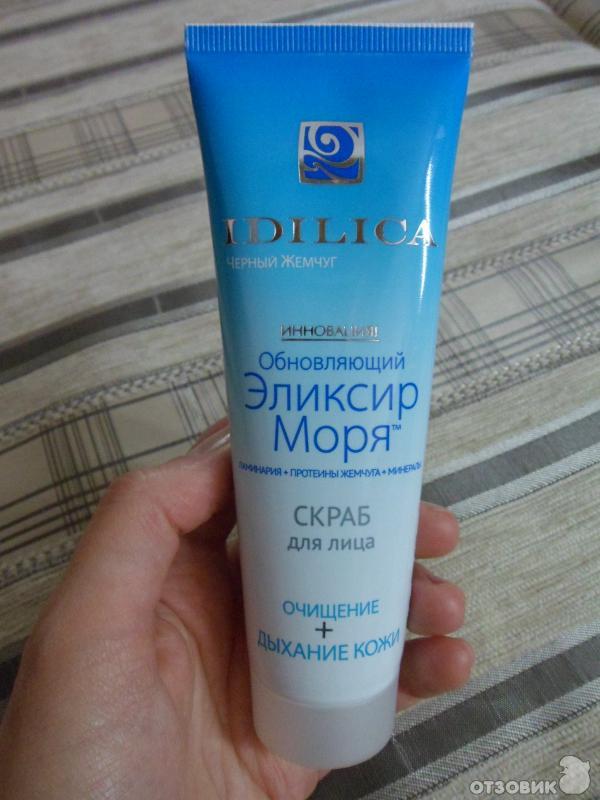 IDILICA
ЧЕРНЫЙ ЖЕМЧУГ
ИННОВАЦИЯ!
Обновляющий
Эликсир
Моря™
ЛАМИНАРИЯ + ПРОТЕИНЫ ЖЕМЧУГА + МИНЕРАЛЫ
СКРАБ
для лица
ОЧИЩЕНИЕ
+
ДЫХАНИЕ КОЖИ
ОТЗОВИК